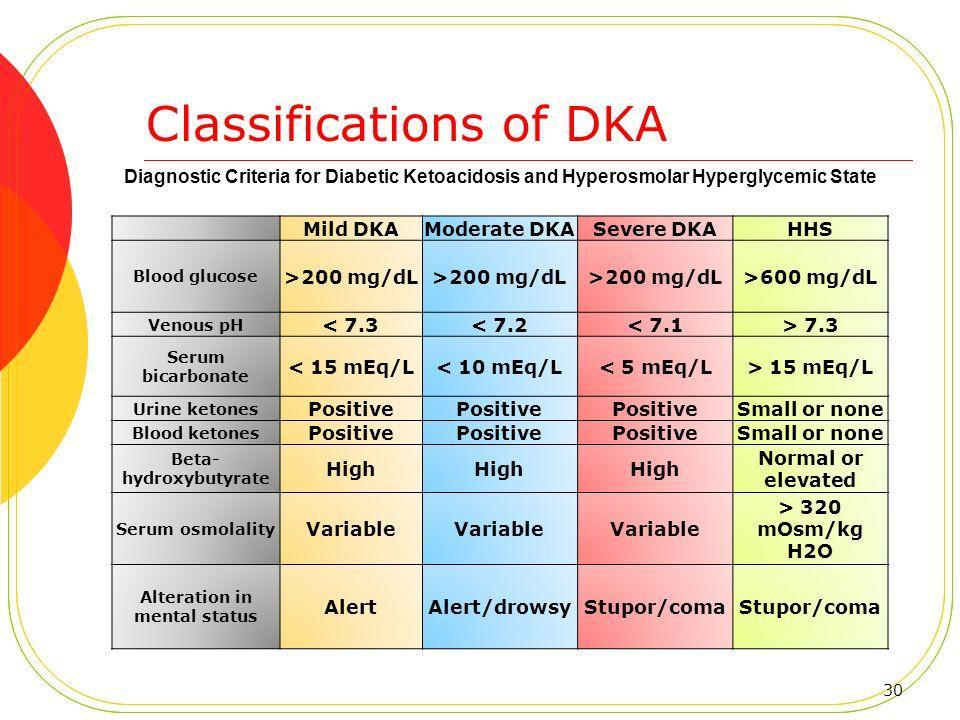 Classifications of DKA
Diagnostic Criteria for Diabetic Ketoacidosis and Hyperosmolar Hyperglycemic State
Mild DKA Moderate DKA Severe DKA HHS
Blood glucose >200 mg/dL >200 mg/dL >200 mg/dL >600 mg/dL
Venous pH < 7.3 < 7.2 < 7.1 > 7.3
Serum
bicarbonate < 15 mEq/L < 10 mEq/L < 5 mEq/L > 15 mEq/L
Urine ketones Positive Positive Positive Small or none
Blood ketones Positive Positive Positive Small or none
Beta-
hydroxybutyrate High High High Normal or
elevated
Serum osmolality Variable Variable Variable > 320
mOsm/kg
H2O
Alteration in
mental status Alert Alert/drowsy Stupor/coma Stupor/coma
30